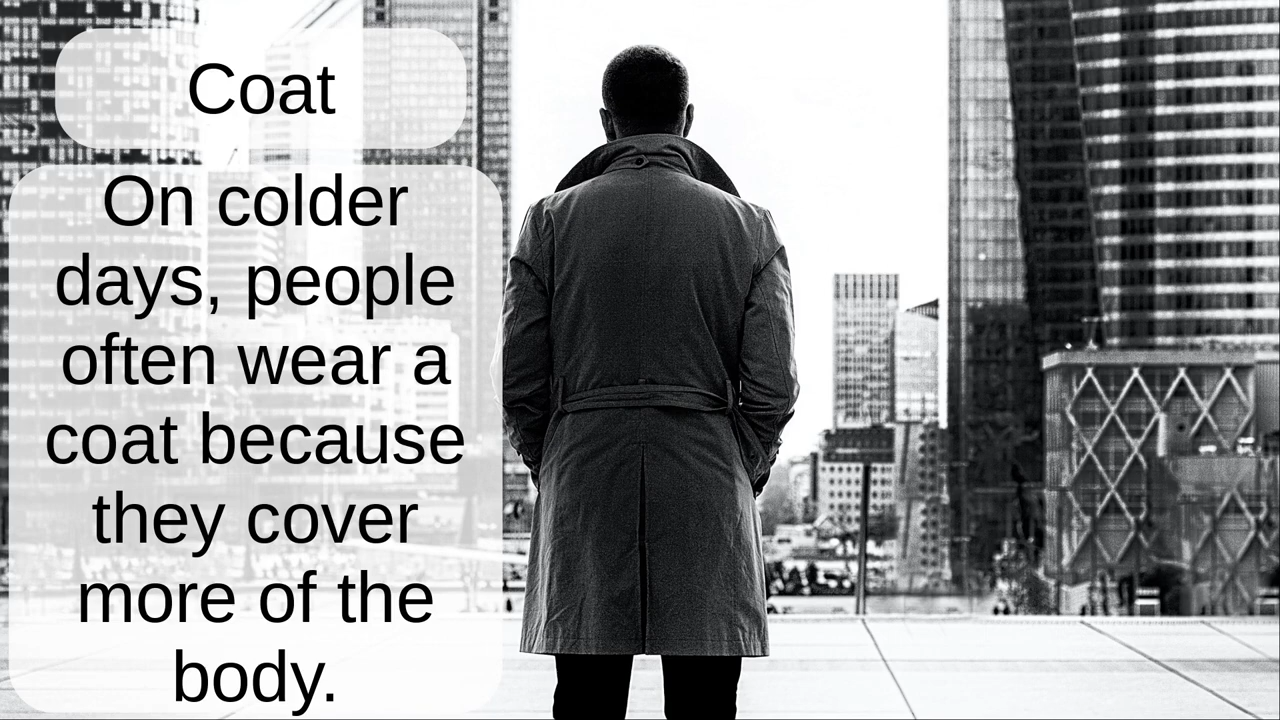 Coat
On colder
days, people
often wear a
coat because
they cover
more of the
body.